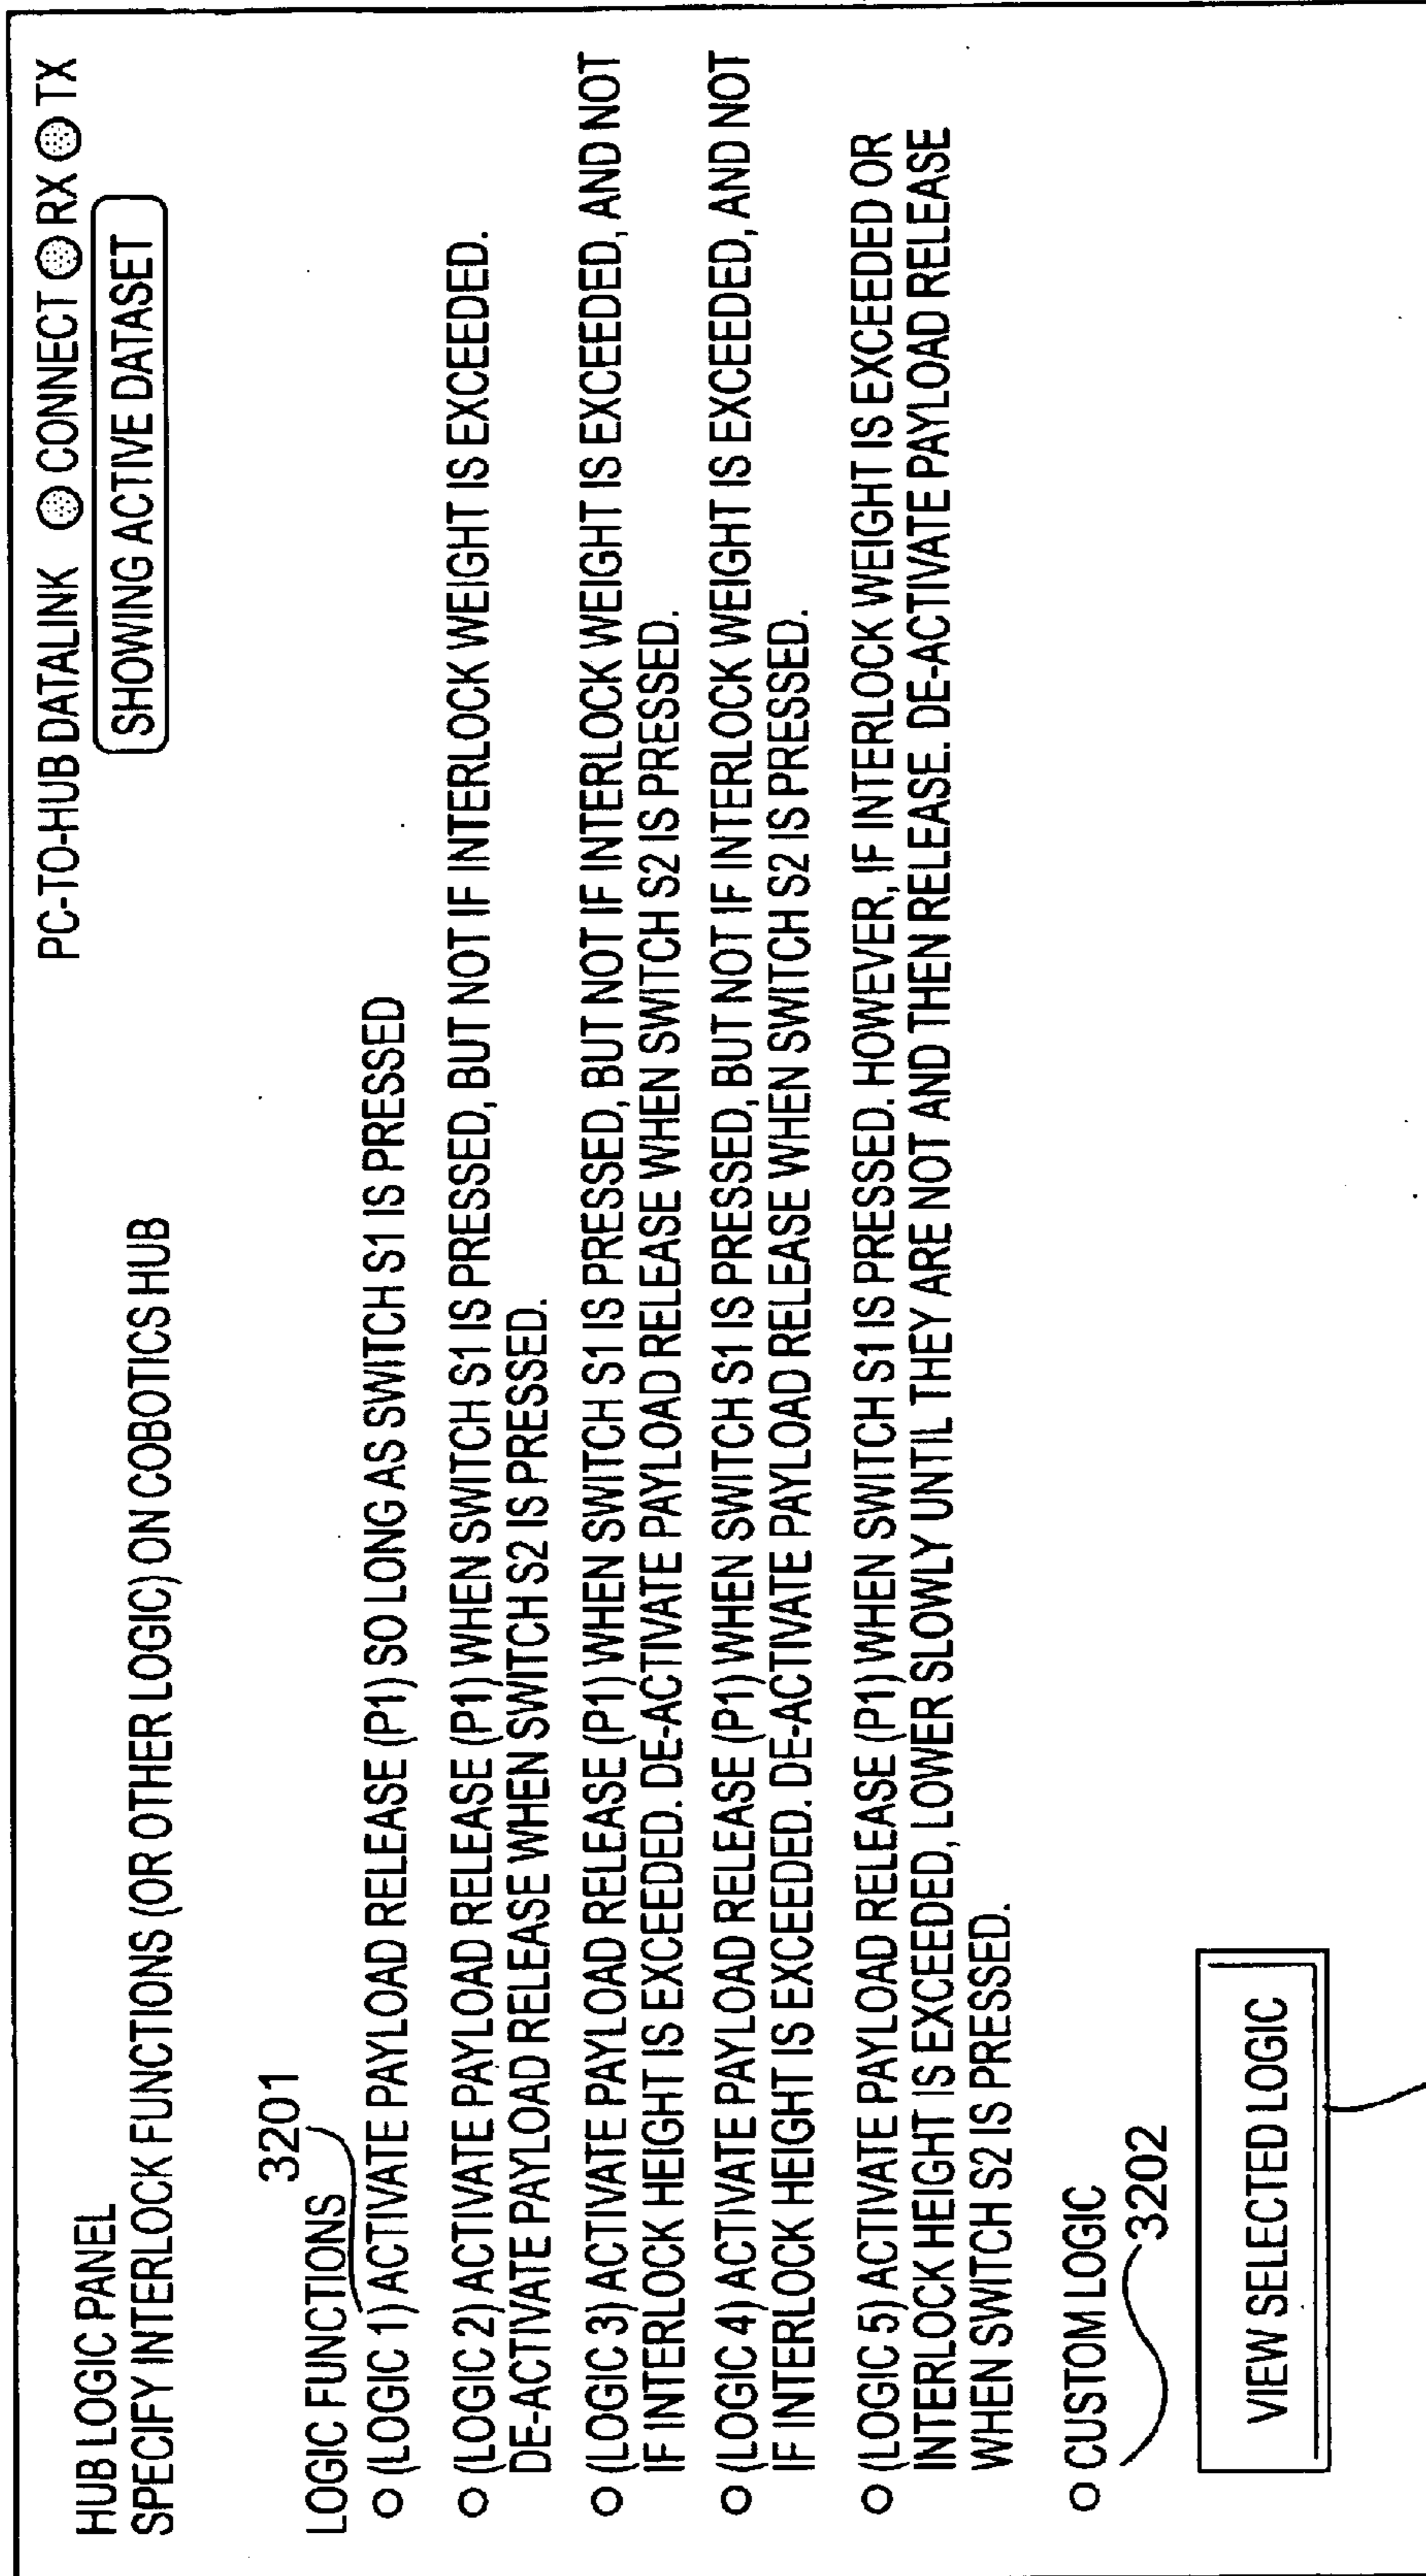 HUB LOGIC PANEL
SPECIFY INTERLOCK FUNCTIONS (OR OTHER LOGIC) ON COBOTICS HUB
PC-TO-HUB DATALINK CONNECT RX TX
SHOWING ACTIVE DATASET
3201
LOGIC FUNCTIONS
(LOGIC 1) ACTIVATE PAYLOAD RELEASE (P1) SO LONG AS SWITCH S1 IS PRESSED
(LOGIC 2) ACTIVATE PAYLOAD RELEASE (P1) WHEN SWITCH S1 IS PRESSED, BUT NOT IF INTERLOCK WEIGHT IS EXCEEDED.
DE-ACTIVATE PAYLOAD RELEASE WHEN SWITCH S2 IS PRESSED.
(LOGIC 3) ACTIVATE PAYLOAD RELEASE (P1) WHEN SWITCH S1 IS PRESSED, BUT NOT IF INTERLOCK WEIGHT IS EXCEEDED, AND NOT
IF INTERLOCK HEIGHT IS EXCEEDED. DE-ACTIVATE PAYLOAD RELEASE WHEN SWITCH S2 IS PRESSED.
(LOGIC 4) ACTIVATE PAYLOAD RELEASE (P1) WHEN SWITCH S1 IS PRESSED, BUT NOT IF INTERLOCK WEIGHT IS EXCEEDED, AND NOT
IF INTERLOCK HEIGHT IS EXCEEDED. DE-ACTIVATE PAYLOAD RELEASE WHEN SWITCH S2 IS PRESSED.
(LOGIC 5) ACTIVATE PAYLOAD RELEASE (P1) WHEN SWITCH S1 IS PRESSED. HOWEVER, IF INTERLOCK WEIGHT IS EXCEEDED OR
INTERLOCK HEIGHT IS EXCEEDED, LOWER SLOWLY UNTIL THEY ARE NOT AND THEN RELEASE. DE-ACTIVATE PAYLOAD RELEASE
WHEN SWITCH S2 IS PRESSED.
CUSTOM LOGIC
3202
VIEW SELECTED LOGIC